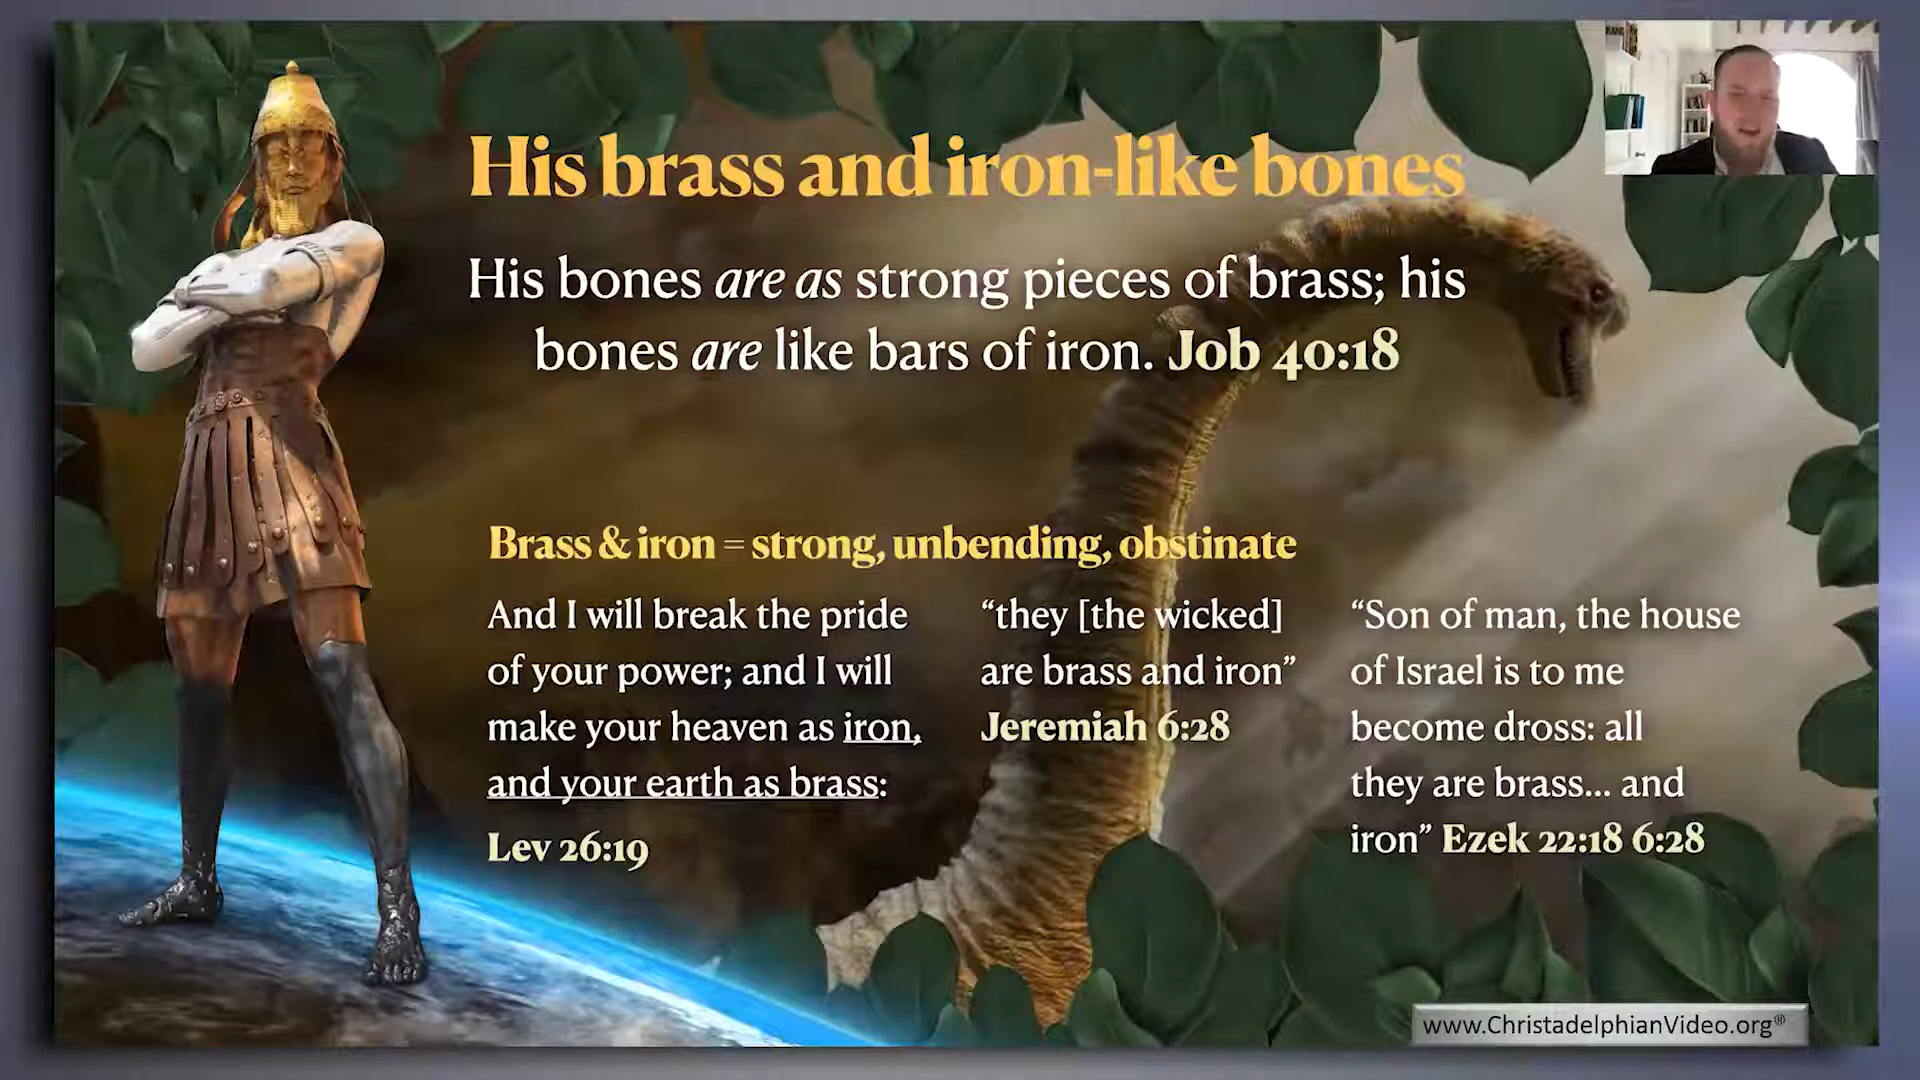 His brass and iron-like bones
His bones are as strong pieces of brass; his
bones are like bars of iron. Job 40:18
Brass & iron = strong, unbending, obstinate
And I will break the pride
of your power; and I will
make your heaven as iron,
and your earth as brass:
Lev 26:19
“they [the wicked]
are brass and iron”
Jeremiah 6:28
“Son of man, the house
of Israel is to me
become dross: all
they are brass... and
iron” Ezek 22:18 6:28
www.ChristadelphianVideo.org®